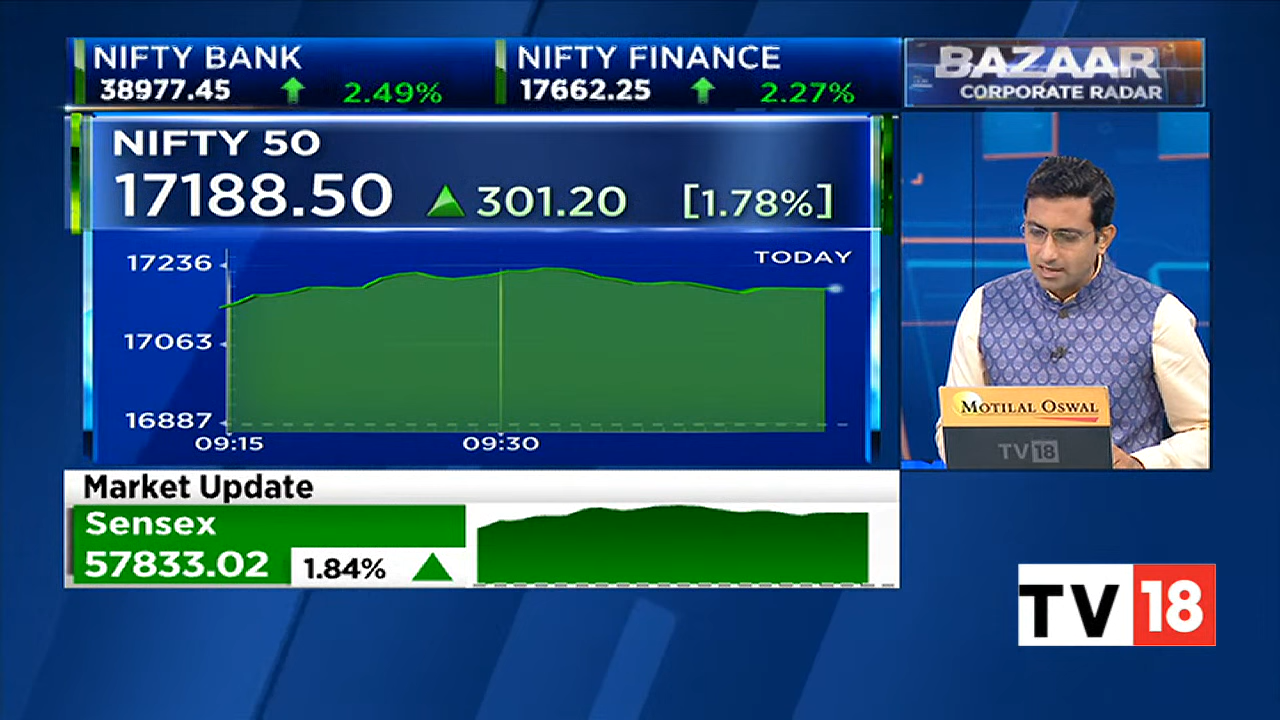 NIFTY BANK
38977.45 2.49%
NIFTY FINANCE
17662.25 2.27%
BAZAAR
CORPORATE RADAR
NIFTY 50
17188.50 301.20 [1.78%]
TODAY
17236
17063
16887
09:15 09:30
MOTILAL OSWAL
TV18
Market Update
Sensex
57833.02 1.84%
TV18